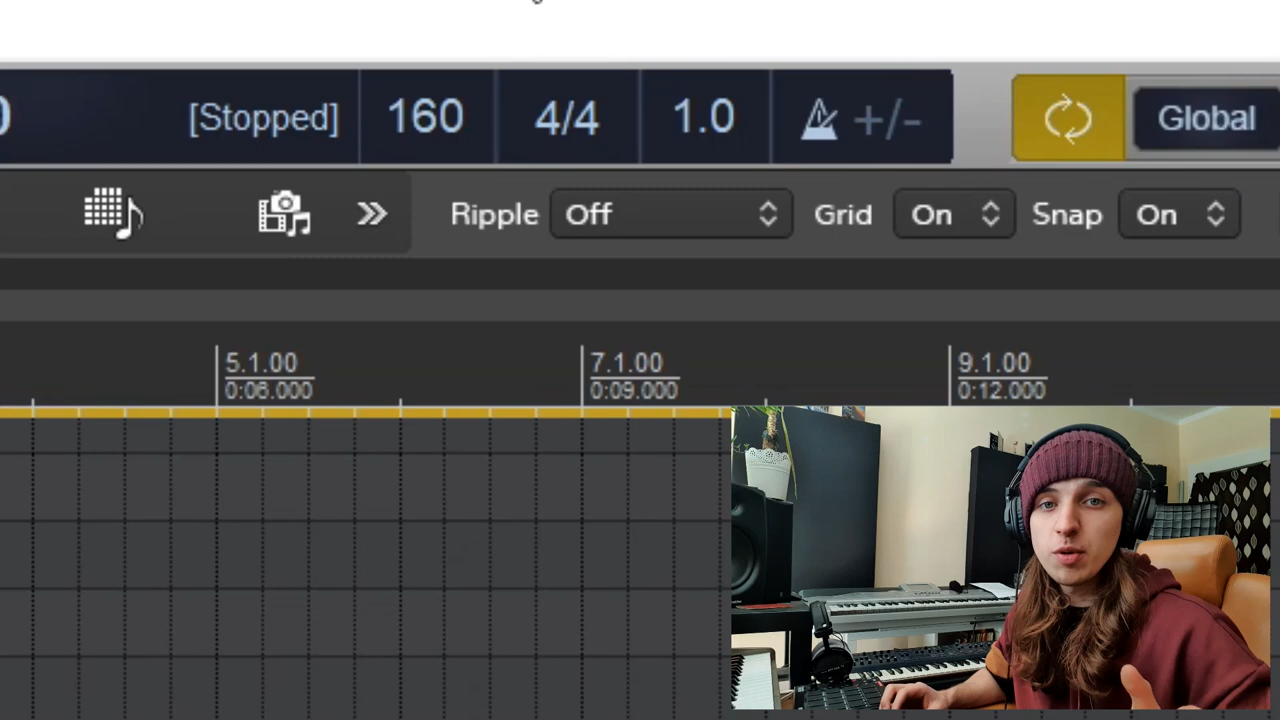 [Stopped] 160 4/4 1.0 +/- Global
Ripple Off Grid On Snap On
5.1.00 7.1.00 9.1.00
0:06.000 0:09.000 0:12.000